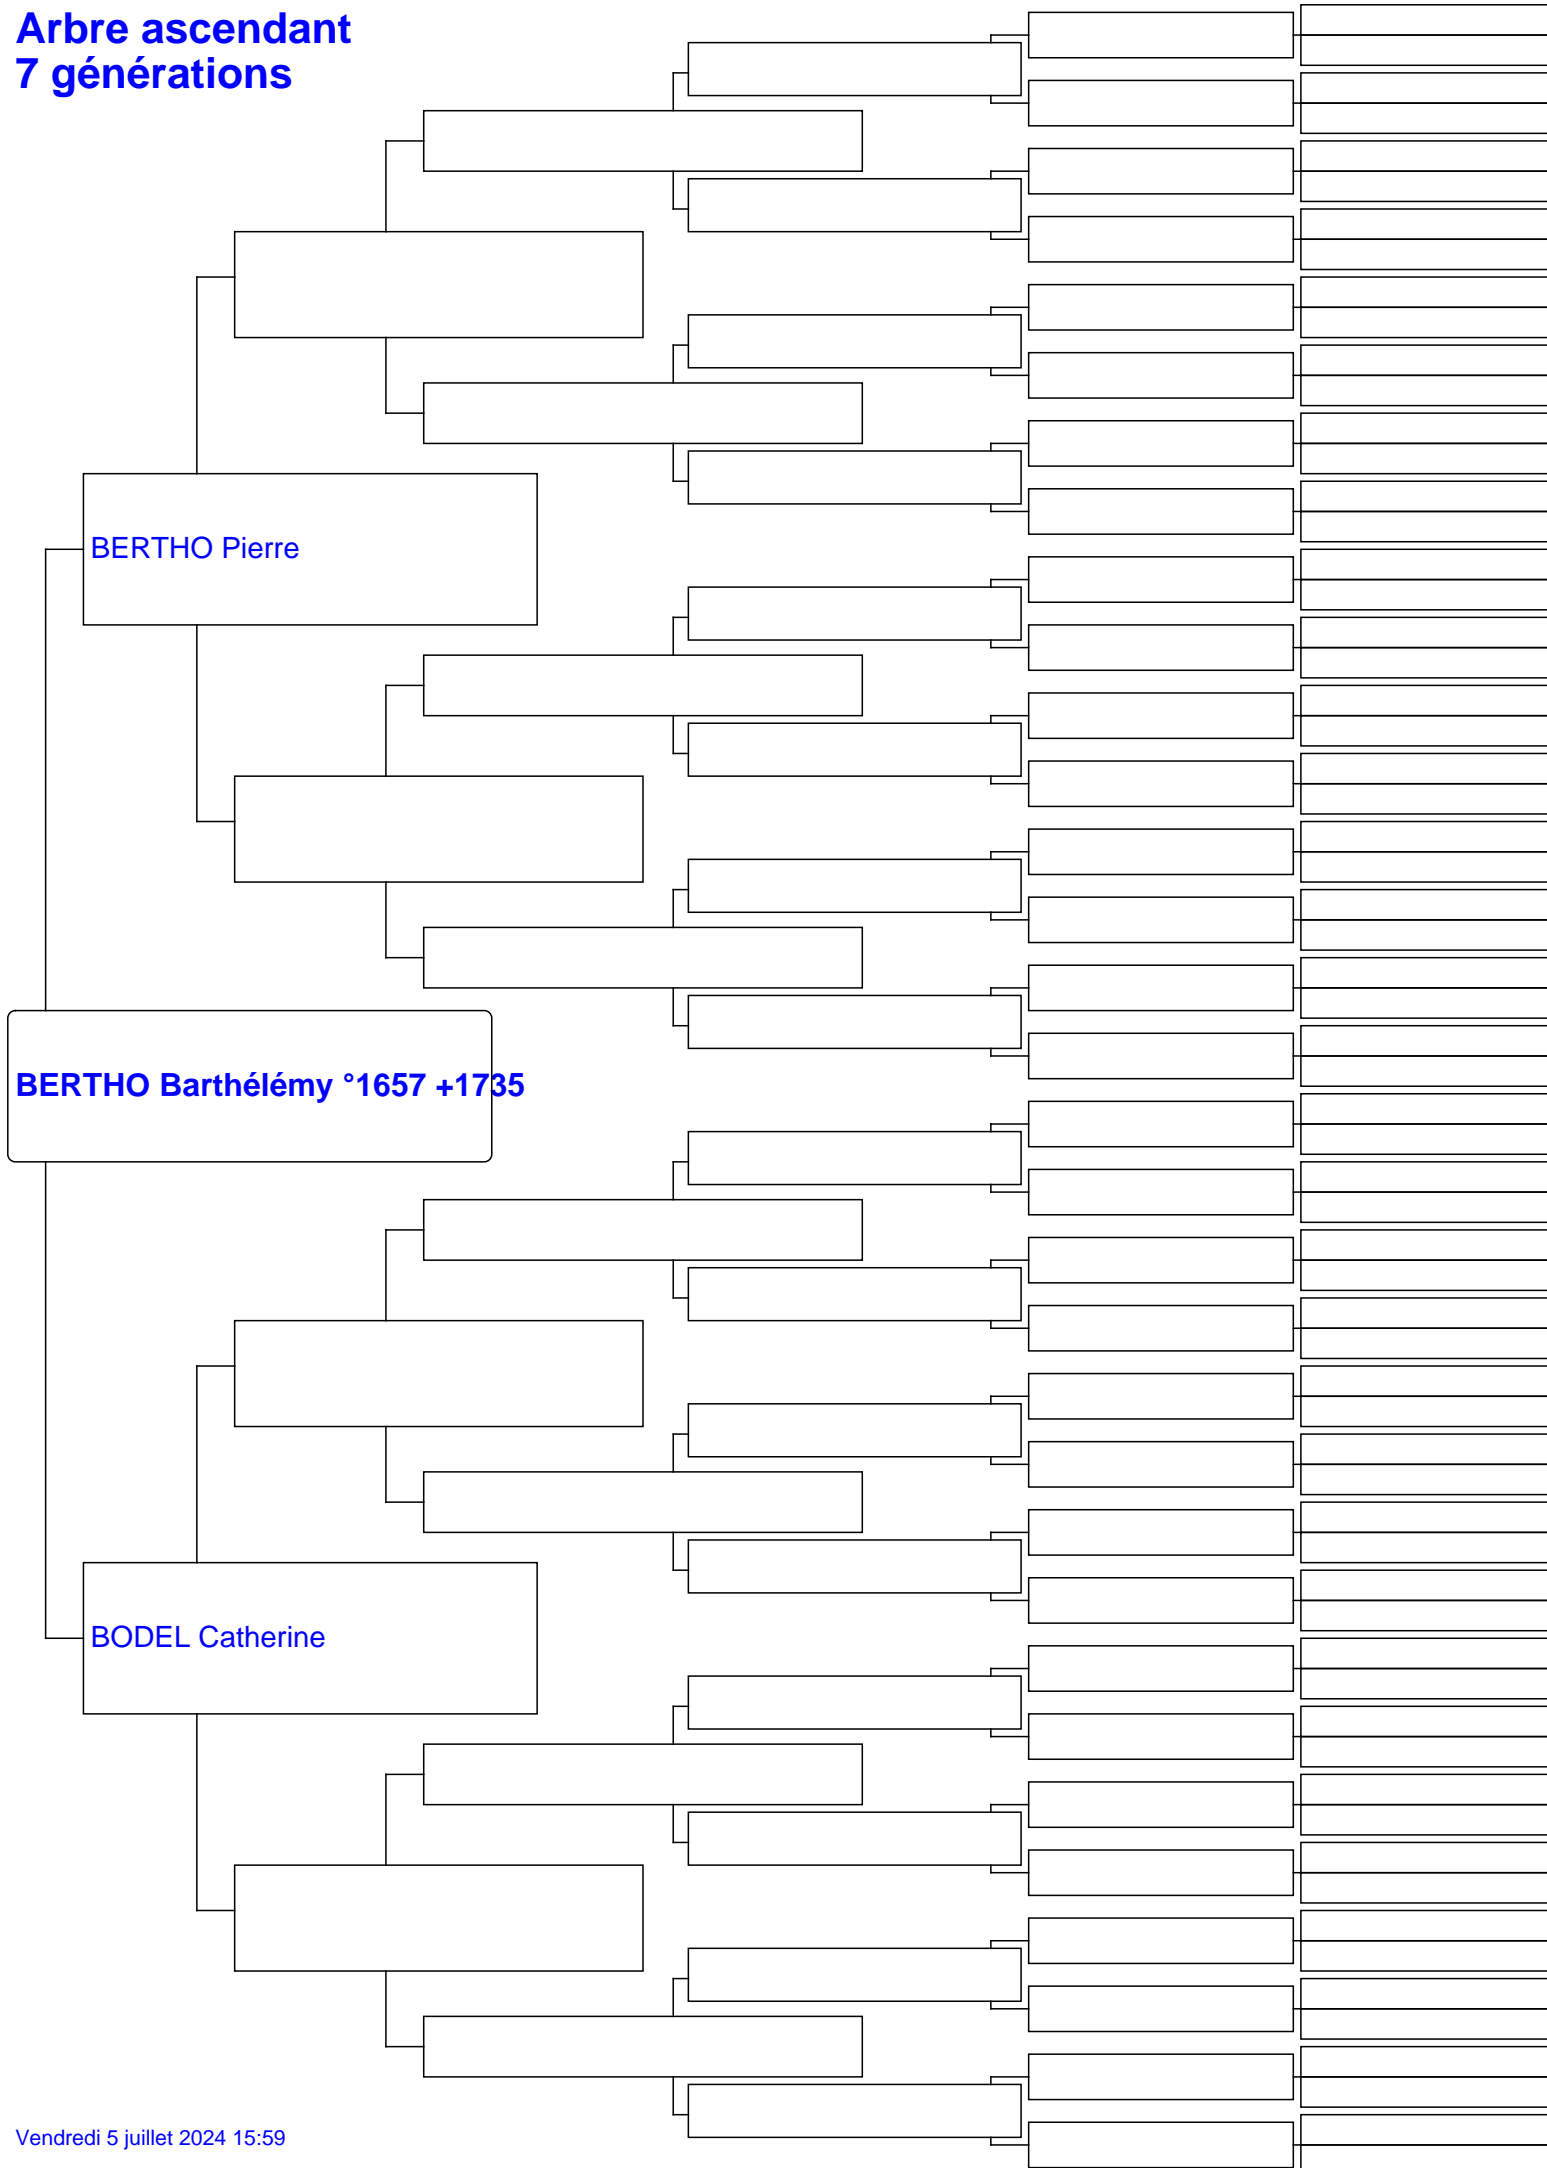 Arbre ascendant
7 générations
BERTHO Pierre
BERTHO Barthélémy °1657 +1735
BODEL Catherine
Vendredi 5 juillet 2024 15:59